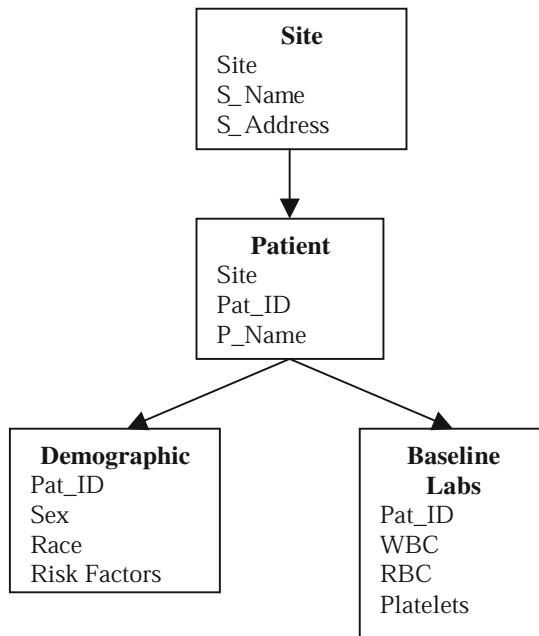 Site
Site
S_Name
S_Address
Patient
Site
Pat_ID
P_Name
Demographic
Pat_ID
Sex
Race
Risk Factors
Baseline
Labs
Pat_ID
WBC
RBC
Platelets